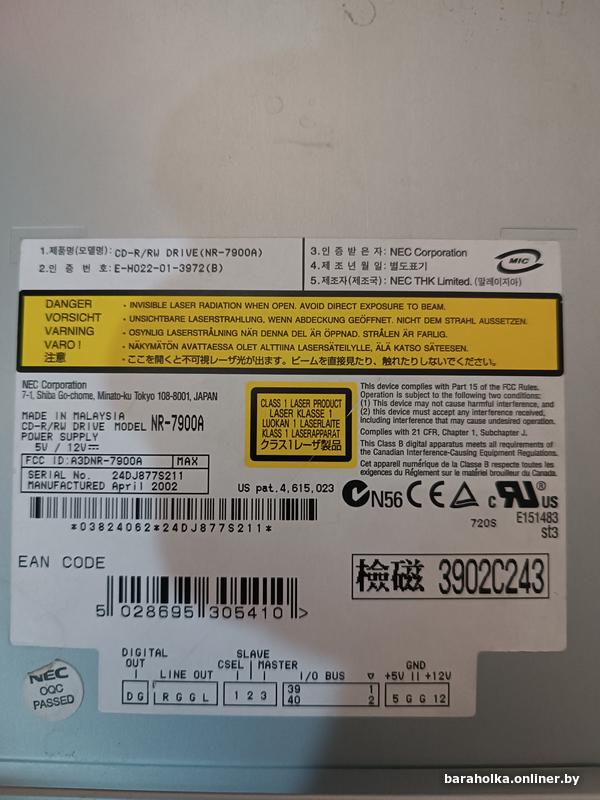 1.제품명(모델명): CD-R/RW DRIVE(NR-7900A)
2.인 증 번 호: E-H022-01-3972(B)
3.인 증 받 은 자 : NEC Corporation
4.제 조 년 월 일 : 별도표기
5.제조자(제조국) : NEC THK Limited. (말레이지아)
MIC
DANGER - INVISIBLE LASER RADIATION WHEN OPEN. AVOID DIRECT EXPOSURE TO BEAM.
VORSICHT - UNSICHTBARE LASERSTRAHLUNG, WENN ABDECKUNG GEÖFFNET. NICHT DEM STRAHL AUSSETZEN.
VARNING - OSYNLIG LASERSTRÅLNING NÄR DENNA DEL ÄR ÖPPNAD. STRÅLEN ÄR FARLIG.
VARO ! - NÄKYMÄTÖN AVATTAESSA OLET ALTTIINA LASERSÄTEILYLLE, ÄLÄ KATSO SÄTEESEEN.
注意 - ここを開くと不可視レーザ光が出ます。ビームを直接見たり、触れたりしないでください。
NEC Corporation
7-1, Shiba Go-chome, Minato-ku Tokyo 108-8001, JAPAN
MADE IN MALAYSIA
CD-R/RW DRIVE MODEL NR-7900A
POWER SUPPLY
5V / 12V
FCC ID:A3DNR-7900A MAX
SERIAL No. 24DJ877S211
MANUFACTURED April 2002
CLASS 1 LASER PRODUCT
LASER KLASSE 1
LUOKAN 1 LASERLAITE
KLASS 1 LASERAPPARAT
クラス1レーザ製品
This device complies with Part 15 of the FCC Rules.
Operation is subject to the following two conditions:
(1) This device may not cause harmful interference, and
(2) this device must accept any interference received,
including interference that may cause undesired operation.
Complies with 21 CFR, Chapter 1, Subchapter J.
This Class B digital apparatus meets all requirements of
the Canadian Interference-Causing Equipment Regulations.
Cet appareil numérique de la Classe B respecte toutes les
exigences du Règlement sur le matériel brouilleur du Canada.
US pat.4,615,023
*03824062*24DJ877S211*
N56 CE c RU ® US
720S E151483
st3
EAN CODE
5 028695 305410 >
檢磁 3902C243
NEC
OQC
PASSED
DIGITAL OUT
LINE OUT
SLAVE
CSEL MASTER
I/O BUS
GND
+5V +12V
D G
R G G L
1 2 3
39 1
40 2
5 G G 12
baraholka.onliner.by